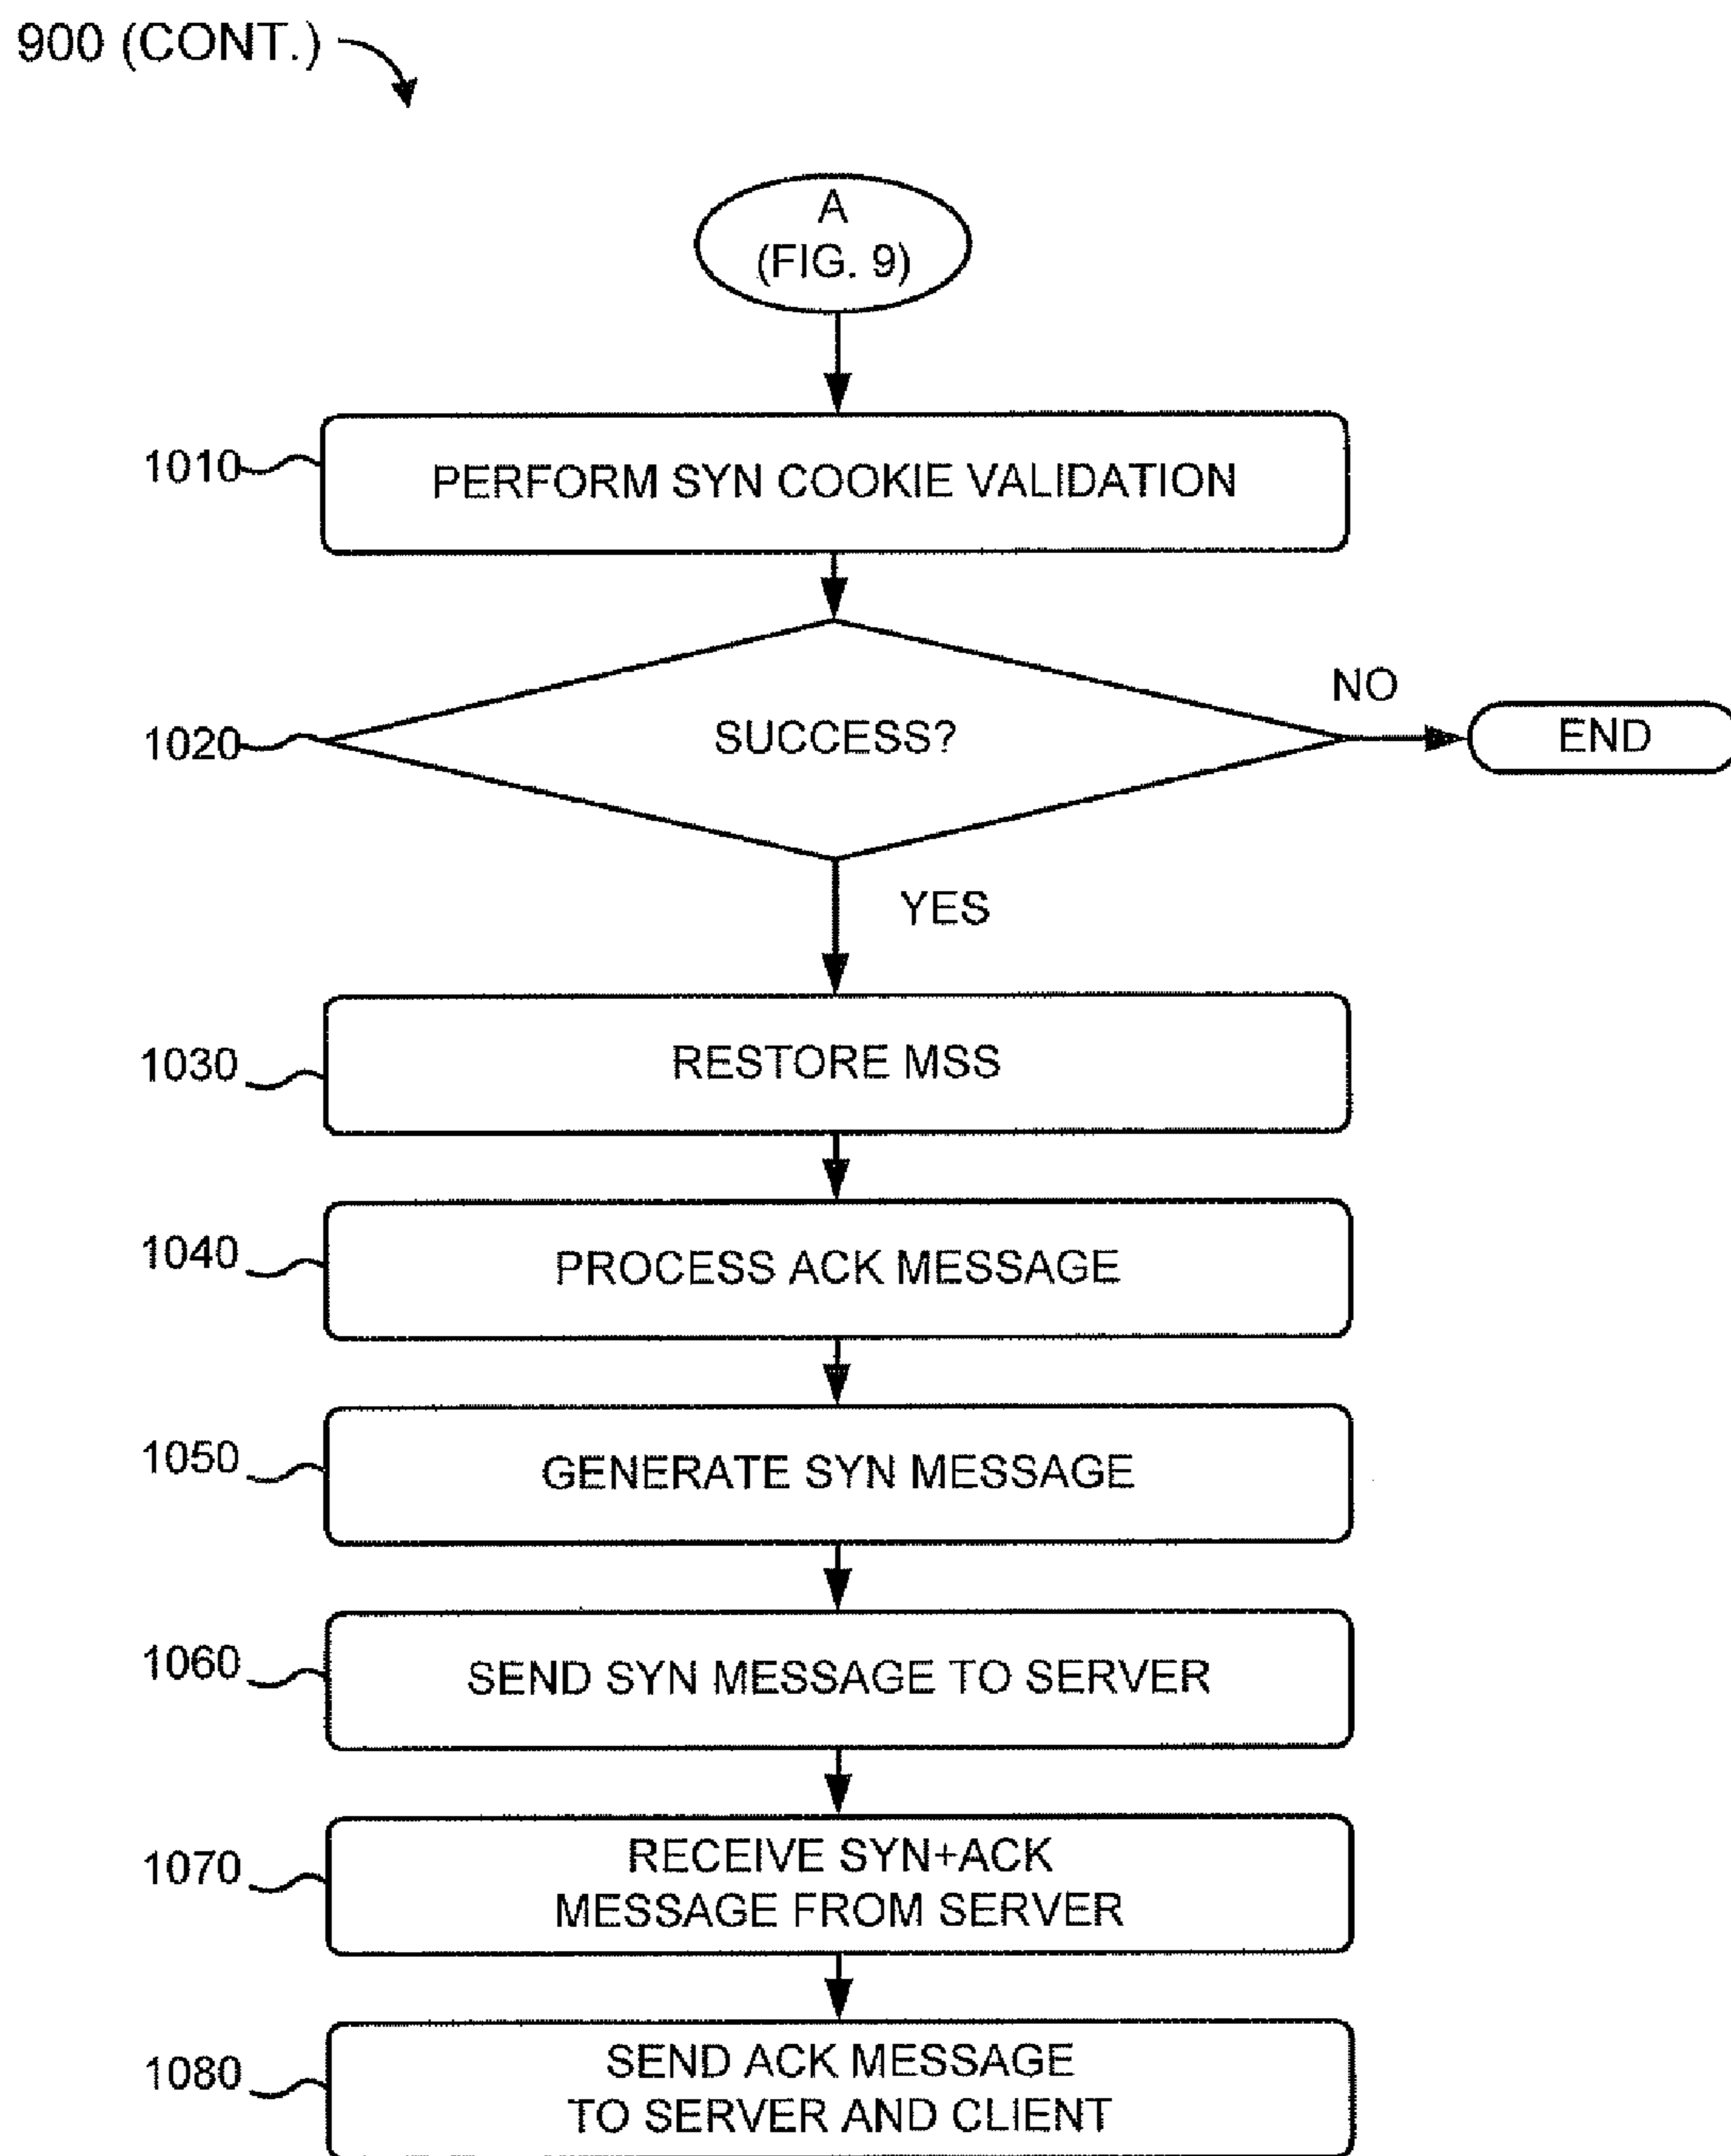 900 (CONT.)
A
(FIG. 9)
1010
PERFORM SYN COOKIE VALIDATION
1020
SUCCESS?
NO
END
YES
1030
RESTORE MSS
1040
PROCESS ACK MESSAGE
1050
GENERATE SYN MESSAGE
1060
SEND SYN MESSAGE TO SERVER
1070
RECEIVE SYN+ACK
MESSAGE FROM SERVER
1080
SEND ACK MESSAGE
TO SERVER AND CLIENT